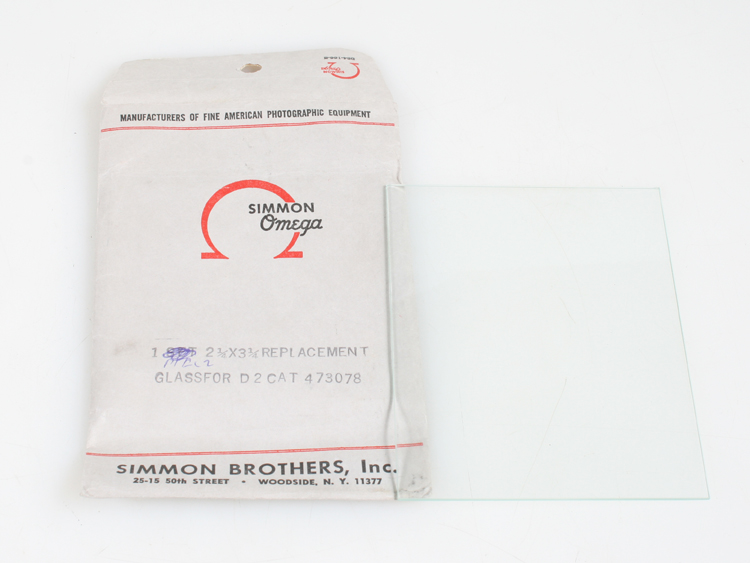 MANUFACTURERS OF FINE AMERICAN PHOTOGRAPHIC EQUIPMENT
SIMMON
Omega
1 2¼X3¼ REPLACEMENT
GLASSFOR D2 CAT 473078
SIMMON BROTHERS, Inc.
25-15 50th STREET • WOODSIDE, N. Y. 11377